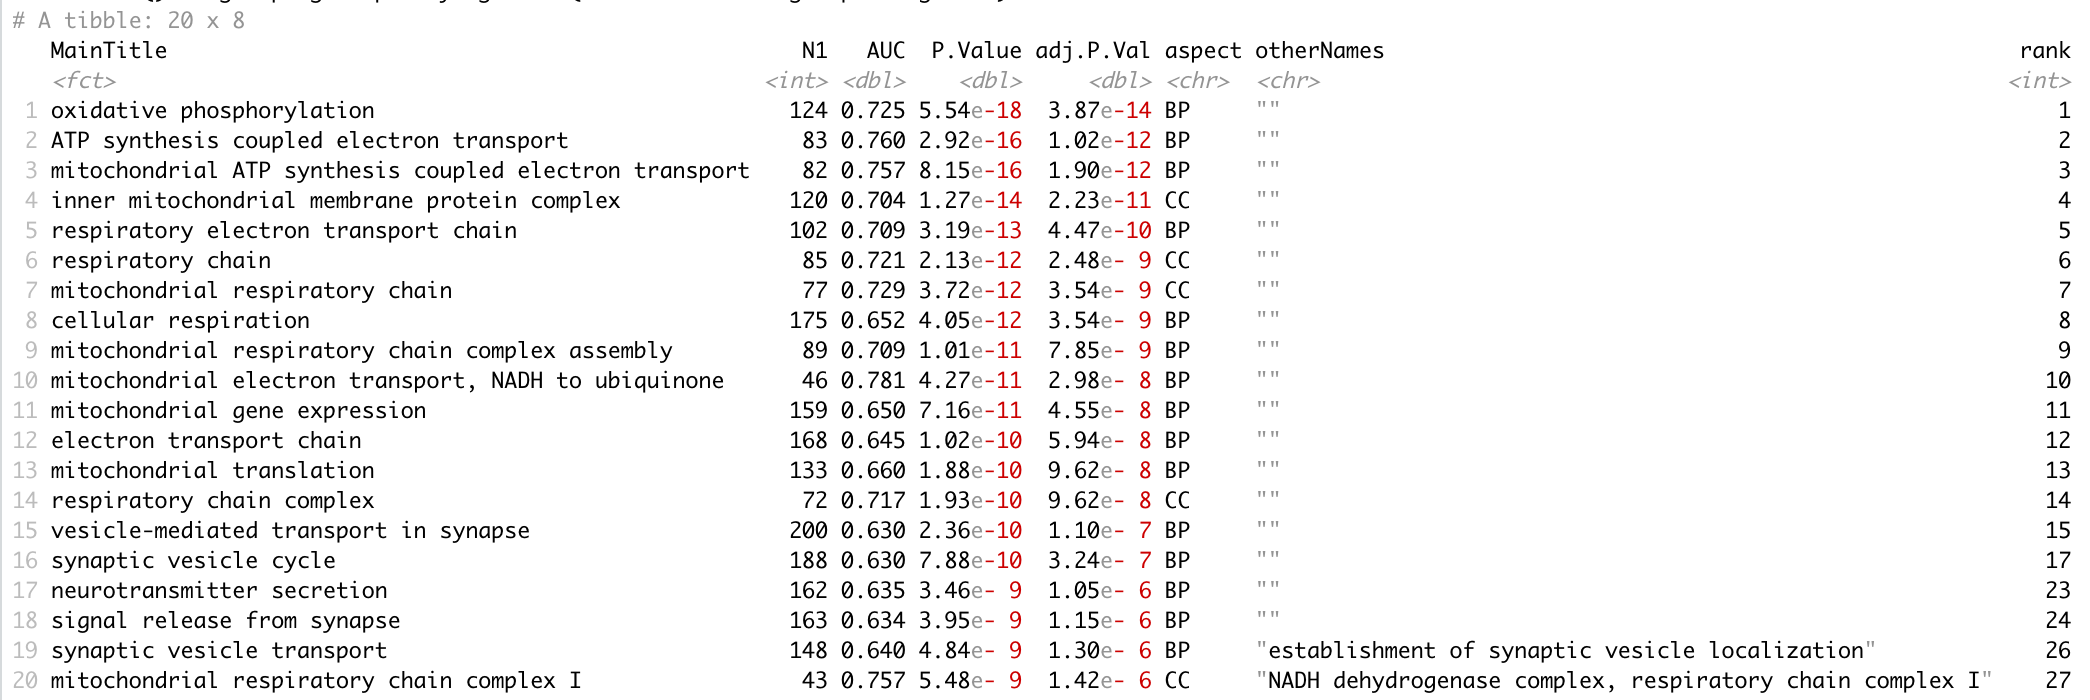 # A tibble: 20 x 8
MainTitle N1 AUC P.Value adj.P.Val aspect otherNames rank
<fct> <int> <dbl> <dbl> <dbl> <chr> <chr> <int>
1 oxidative phosphorylation 124 0.725 5.54e-18 3.87e-14 BP "" 1
2 ATP synthesis coupled electron transport 83 0.760 2.92e-16 1.02e-12 BP "" 2
3 mitochondrial ATP synthesis coupled electron transport 82 0.757 8.15e-16 1.90e-12 BP "" 3
4 inner mitochondrial membrane protein complex 120 0.704 1.27e-14 2.23e-11 CC "" 4
5 respiratory electron transport chain 102 0.709 3.19e-13 4.47e-10 BP "" 5
6 respiratory chain 85 0.721 2.13e-12 2.48e- 9 CC "" 6
7 mitochondrial respiratory chain 77 0.729 3.72e-12 3.54e- 9 CC "" 7
8 cellular respiration 175 0.652 4.05e-12 3.54e- 9 BP "" 8
9 mitochondrial respiratory chain complex assembly 89 0.709 1.01e-11 7.85e- 9 BP "" 9
10 mitochondrial electron transport, NADH to ubiquinone 46 0.781 4.27e-11 2.98e- 8 BP "" 10
11 mitochondrial gene expression 159 0.650 7.16e-11 4.55e- 8 BP "" 11
12 electron transport chain 168 0.645 1.02e-10 5.94e- 8 BP "" 12
13 mitochondrial translation 133 0.660 1.88e-10 9.62e- 8 BP "" 13
14 respiratory chain complex 72 0.717 1.93e-10 9.62e- 8 CC "" 14
15 vesicle-mediated transport in synapse 200 0.630 2.36e-10 1.10e- 7 BP "" 15
16 synaptic vesicle cycle 188 0.630 7.88e-10 3.24e- 7 BP "" 17
17 neurotransmitter secretion 162 0.635 3.46e- 9 1.05e- 6 BP "" 23
18 signal release from synapse 163 0.634 3.95e- 9 1.15e- 6 BP "" 24
19 synaptic vesicle transport 148 0.640 4.84e- 9 1.30e- 6 BP "establishment of synaptic vesicle localization" 26
20 mitochondrial respiratory chain complex I 43 0.757 5.48e- 9 1.42e- 6 CC "NADH dehydrogenase complex, respiratory chain complex I" 27